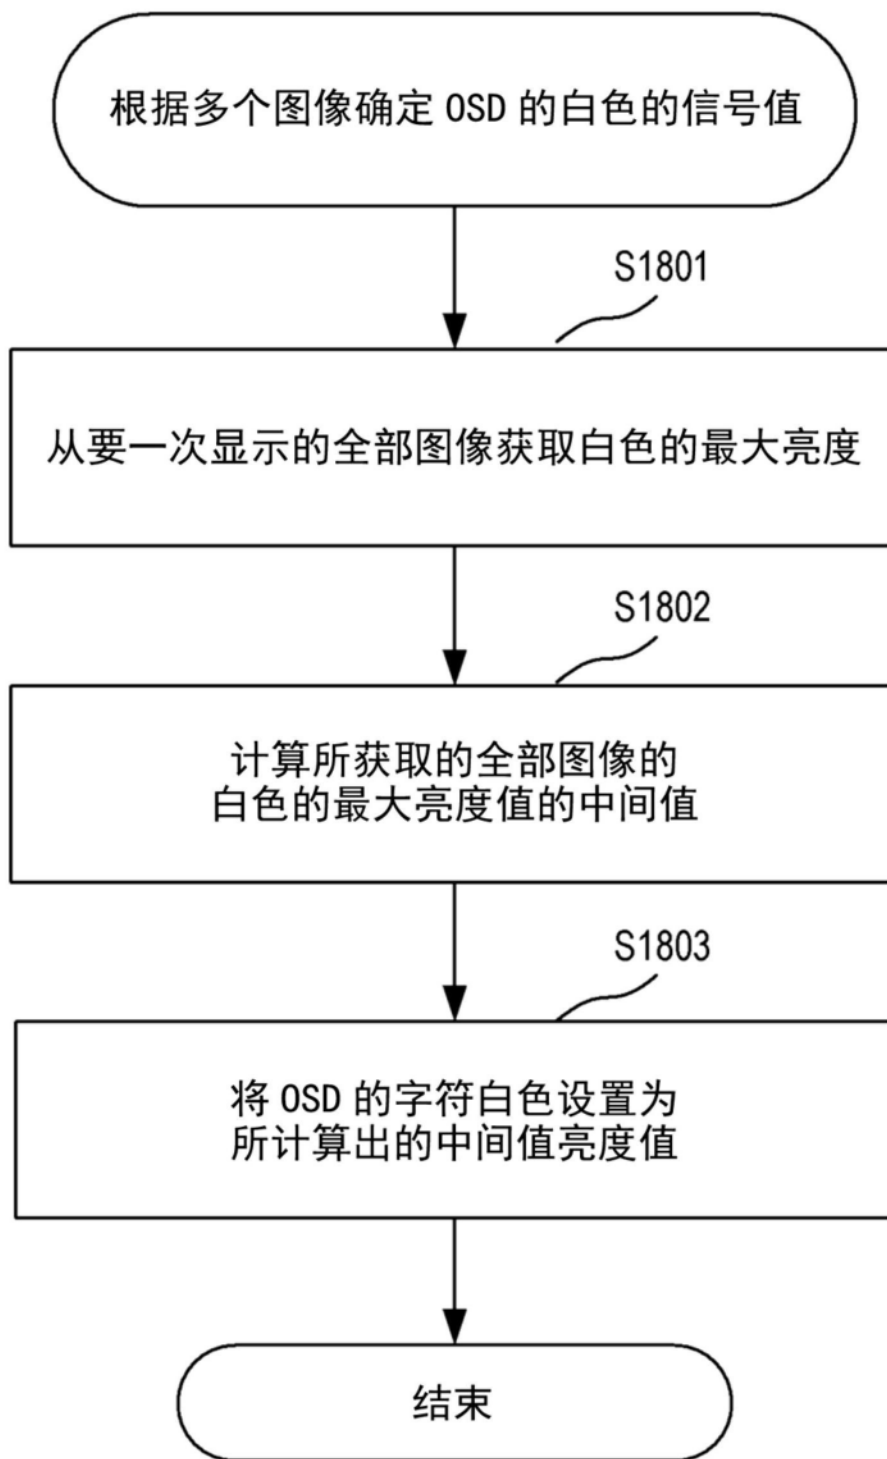 根据多个图像确定 OSD 的白色的信号值
S1801
从要一次显示的全部图像获取白色的最大亮度
S1802
计算所获取的全部图像的
白色的最大亮度值的中间值
S1803
将 OSD 的字符白色设置为
所计算出的中间值亮度值
结束